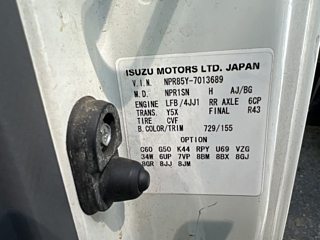 ISUZU MOTORS LTD. JAPAN
V.I.N. NPR85Y-7013689
M.D. NPR1SN H AJ/BG
ENGINE LFB/4JJ1 RR AXLE 6CP
TRANS. Y5X FINAL R43
TIRE CVF
B.COLOR/TRIM 729/155
OPTION
C60 G50 K44 RPY U69 VZG
34W 6UP 7VP 8BM 8BX 8GJ
8GR 8JJ 8JM